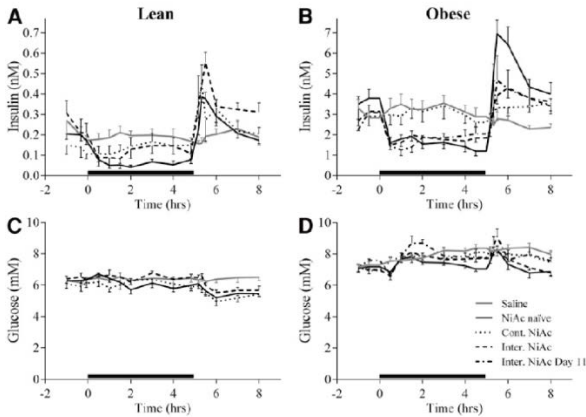 A Lean
Insulin (nM)
0.7
0.6
0.5
0.4
0.3
0.2
0.1
0.0
-2 0 2 4 6 8
Time (hrs)
B Obese
Insulin (nM)
8
7
6
5
4
3
2
1
0
-2 0 2 4 6 8
Time (hrs)
C
Glucose (mM)
10
8
6
4
2
0
-2 0 2 4 6 8
Time (hrs)
D
Glucose (mM)
10
8
6
4
2
0
-2 0 2 4 6 8
Time (hrs)
Saline
NiAc naïve
Cont. NiAc
Inter. NiAc
Inter. NiAc Day 11